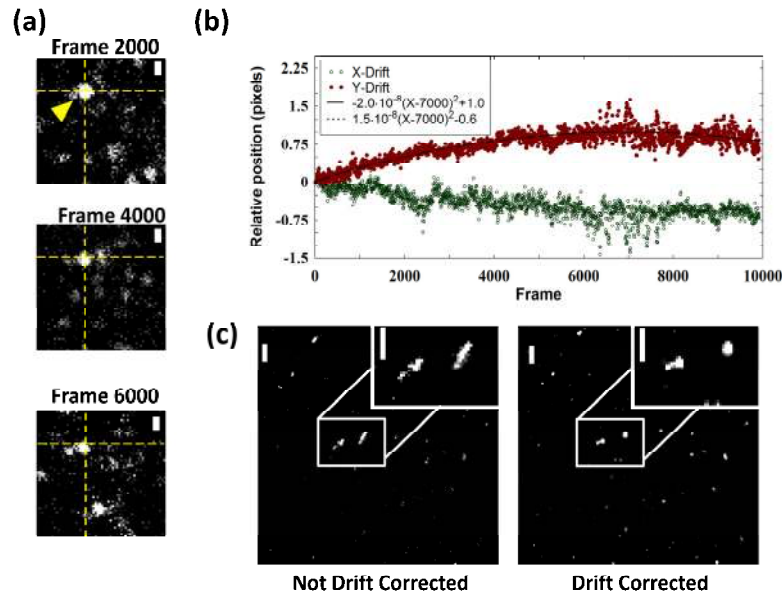 (a)
Frame 2000
Frame 4000
Frame 6000
(b)
Relative position (pixels)
2.25
1.5
0.75
0
-0.75
-1.5
X-Drift
Y-Drift
-2.0·10⁻⁸(X-7000)²+1.0
1.5·10⁻⁸(X-7000)²-0.6
0 2000 4000 6000 8000 10000
Frame
(c)
Not Drift Corrected
Drift Corrected